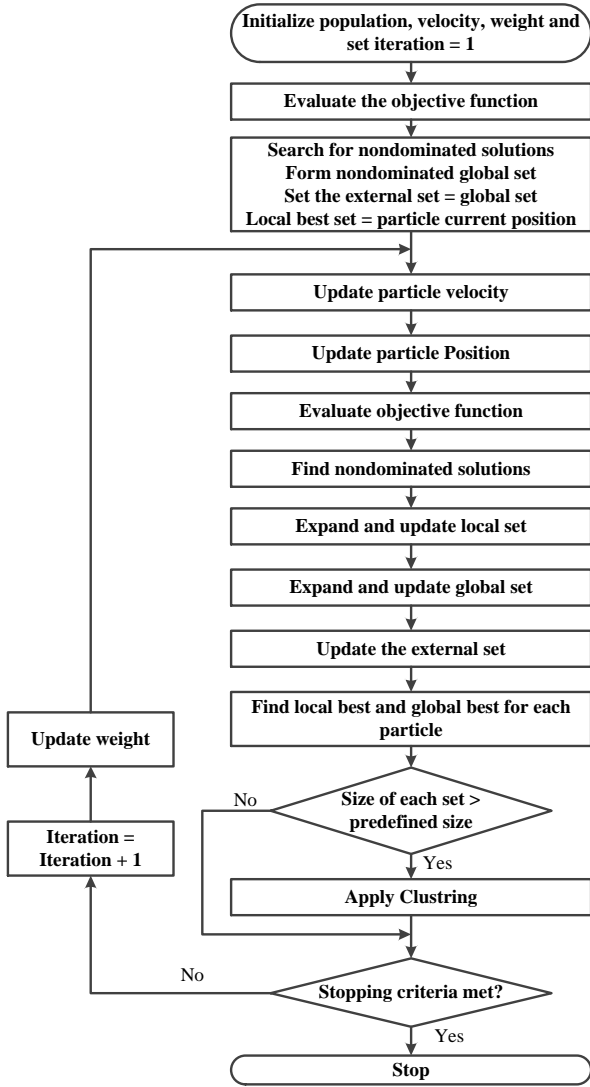 Initialize population, velocity, weight and
set iteration = 1
Evaluate the objective function
Search for nondominated solutions
Form nondominated global set
Set the external set = global set
Local best set = particle current position
Update particle velocity
Update particle Position
Evaluate objective function
Find nondominated solutions
Expand and update local set
Expand and update global set
Update the external set
Find local best and global best for each
particle
Update weight
No
Size of each set >
predefined size
Iteration =
Iteration + 1
Yes
Apply Clustring
No
Stopping criteria met?
Yes
Stop